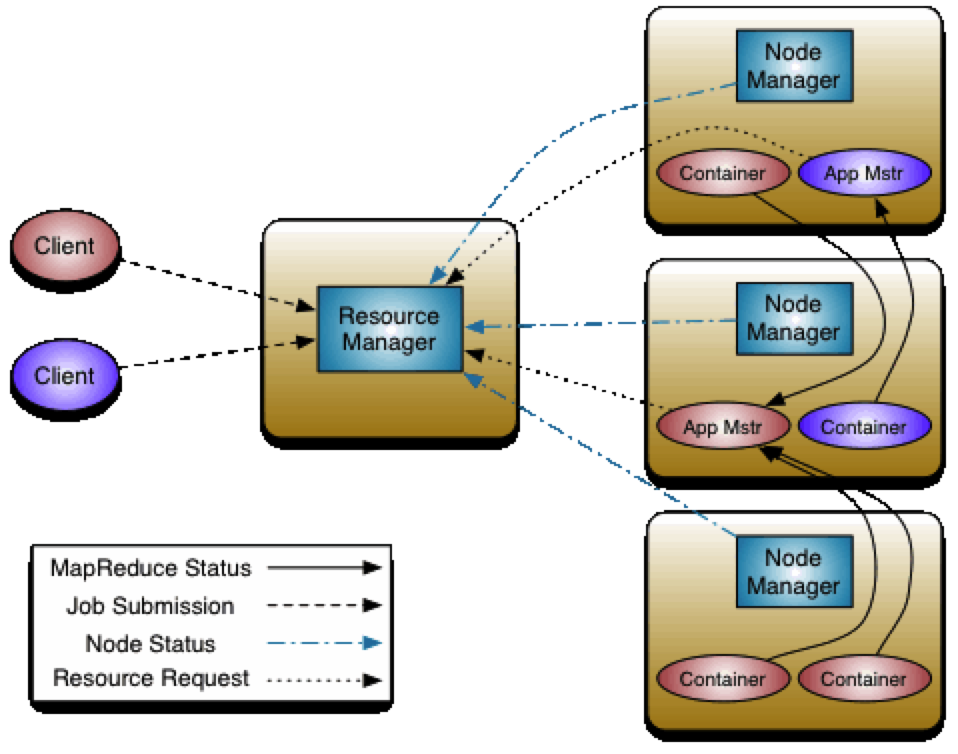 Node
Manager
Container
App Mstr
Client
Client
Resource
Manager
Node
Manager
App Mstr
Container
Node
Manager
Container
Container
MapReduce Status
Job Submission
Node Status
Resource Request